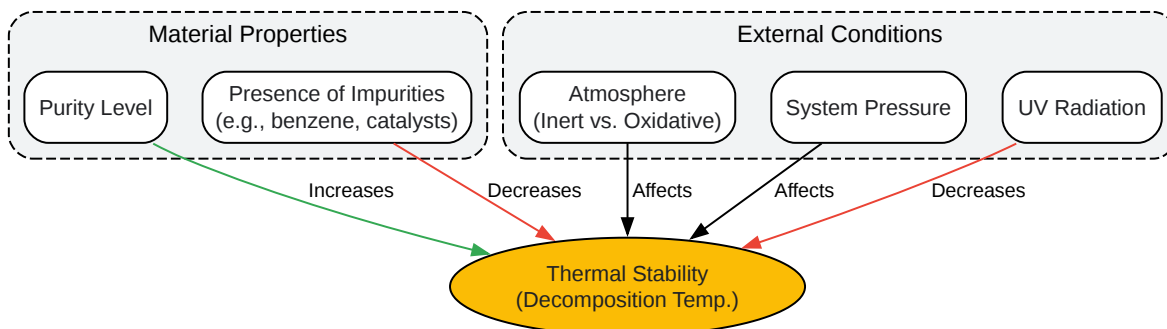 Material Properties
External Conditions
Purity Level
Presence of Impurities
(e.g., benzene, catalysts)
Atmosphere
(Inert vs. Oxidative)
System Pressure
UV Radiation
Increases
Decreases
Affects
Affects
Decreases
Thermal Stability
(Decomposition Temp.)